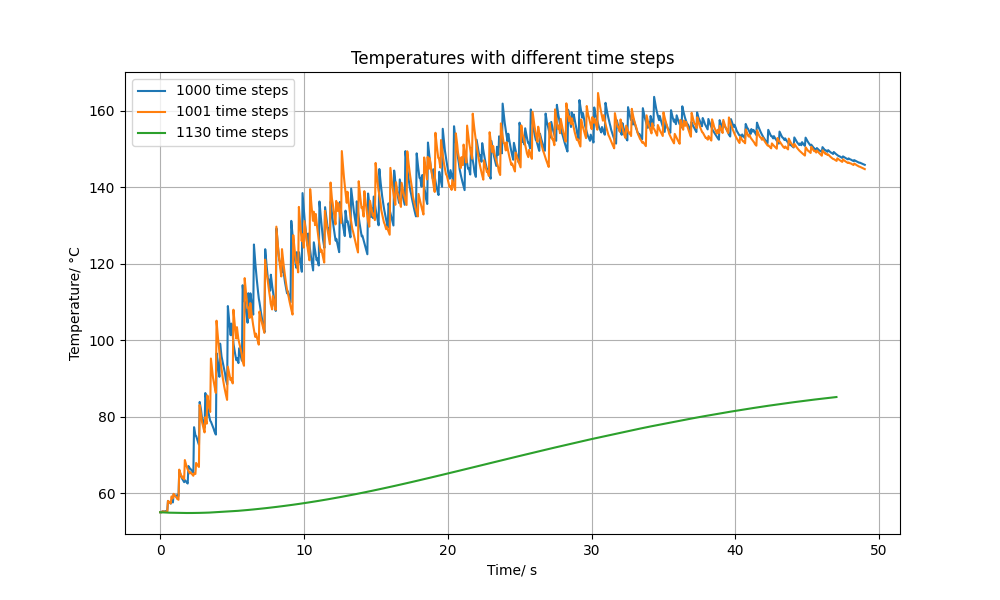 Temperatures with different time steps
1000 time steps
1001 time steps
1130 time steps
160
140
120
100
80
60
Temperature/ °C
0
10
20
30
40
50
Time/ s